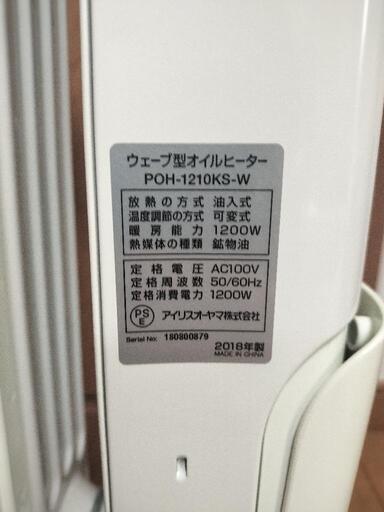 ウェーブ型オイルヒーター
POH-1210KS-W
放熱の方式 油入式
温度調節の方式 可変式
暖房能力 1200W
熱媒体の種類 鉱物油
定格電圧 AC100V
定格周波数 50/60Hz
定格消費電力 1200W
PS
E
アイリスオーヤマ株式会社
Serial No: 180800879
2018年製
MADE IN CHINA